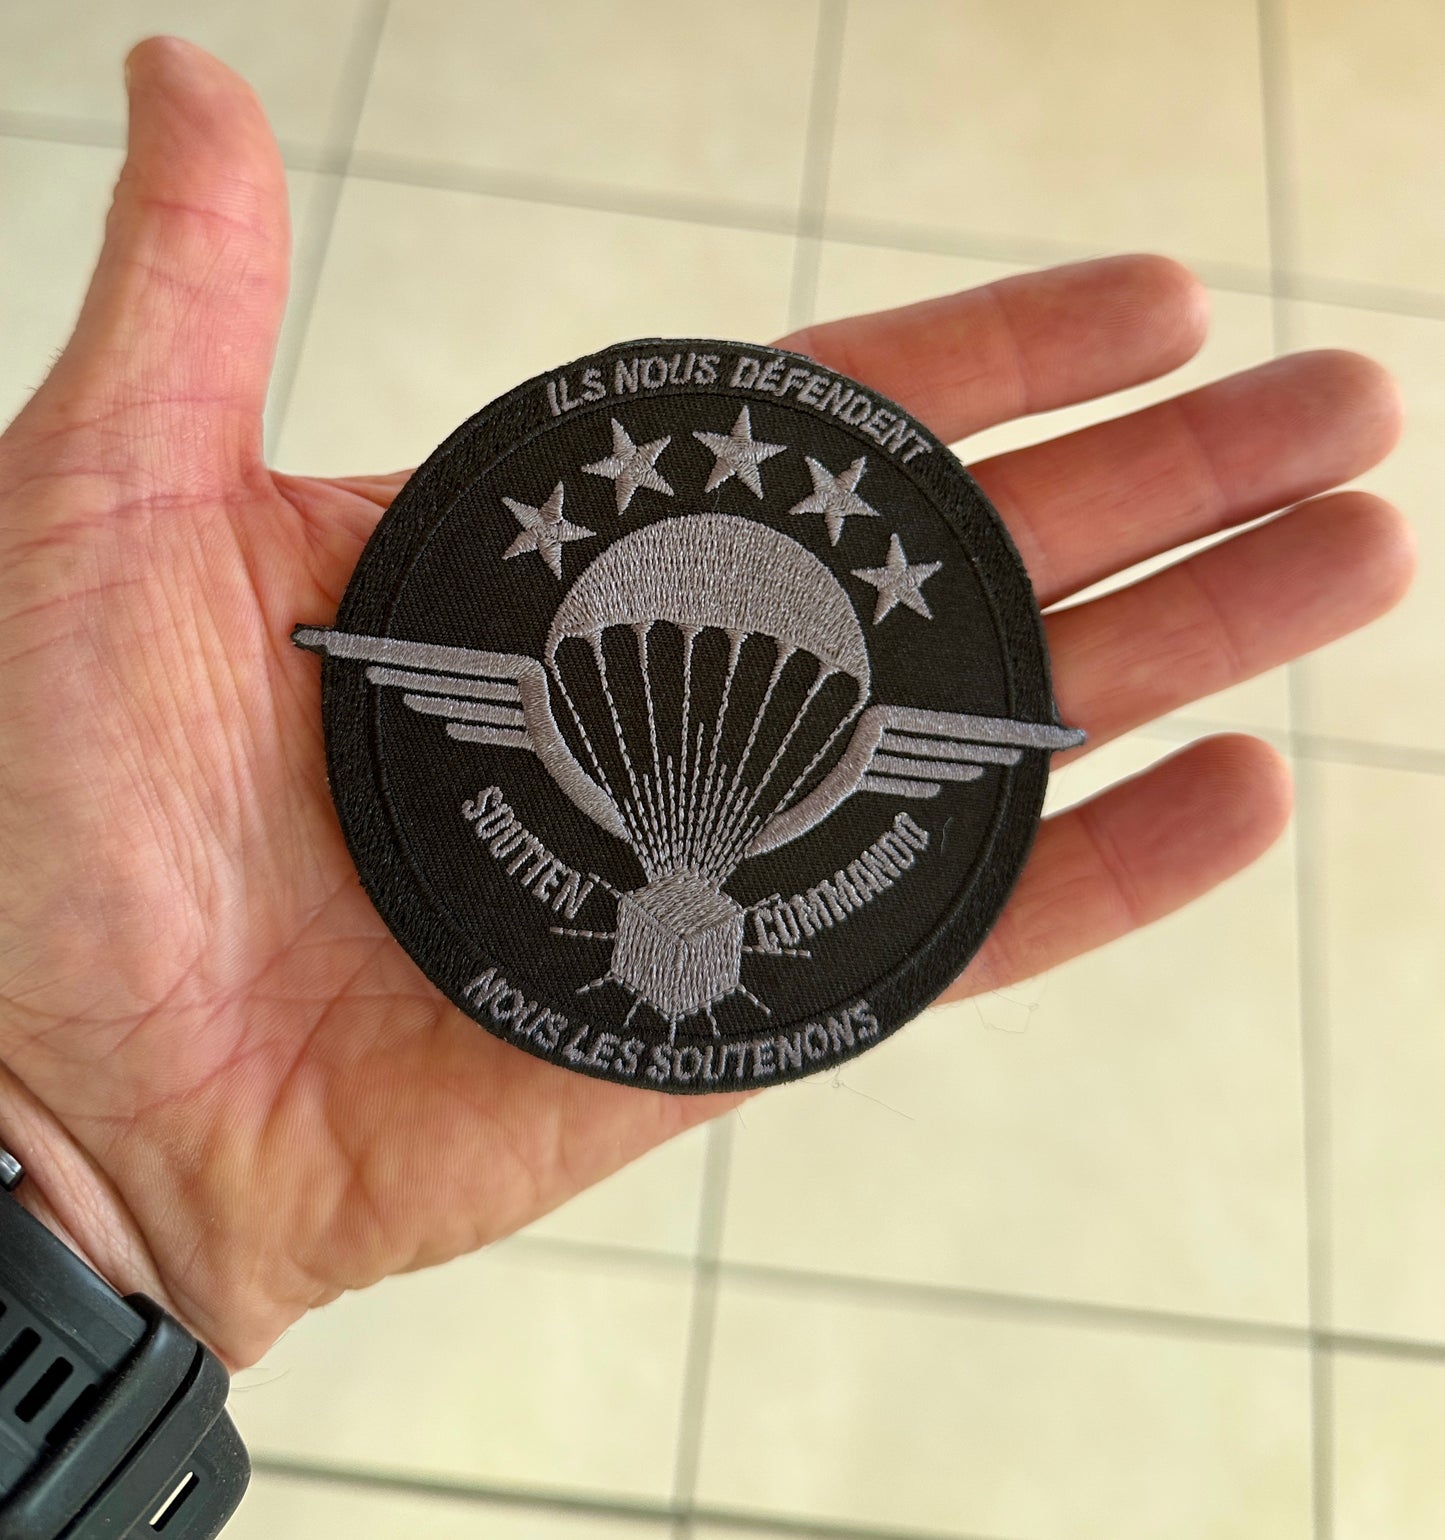 ILS NOUS DÉFENDENT
SOUTIEN COMMANDO
NOUS LES SOUTENONS